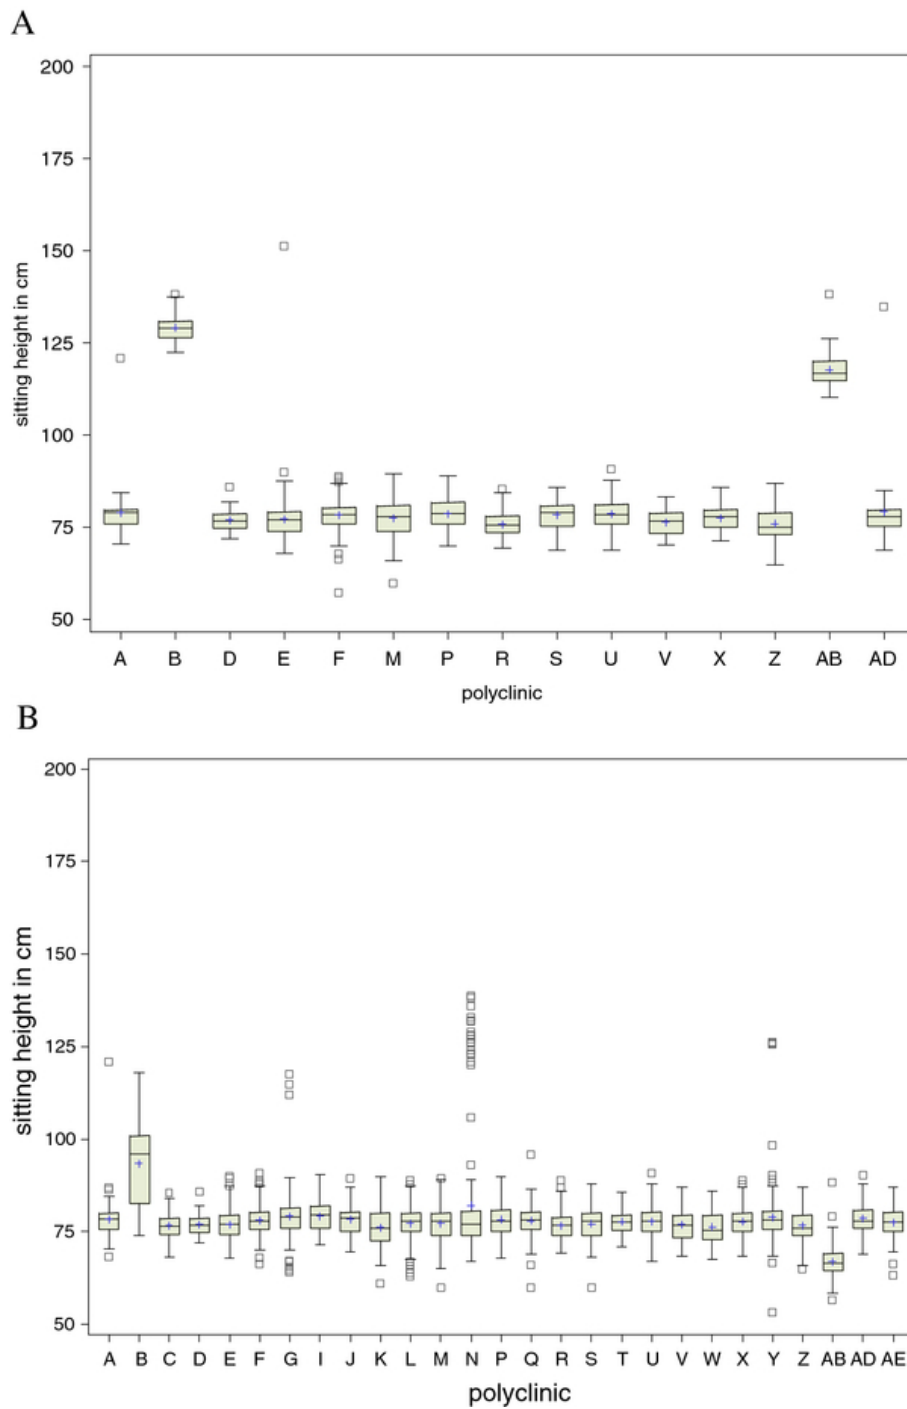 A
sitting height in cm
200
175
150
125
100
75
50
A B D E F M P R S U V X Z AB AD
polyclinic
B
sitting height in cm
200
175
150
125
100
75
50
A B C D E F G I J K L M N P Q R S T U V W X Y Z AB AD AE
polyclinic